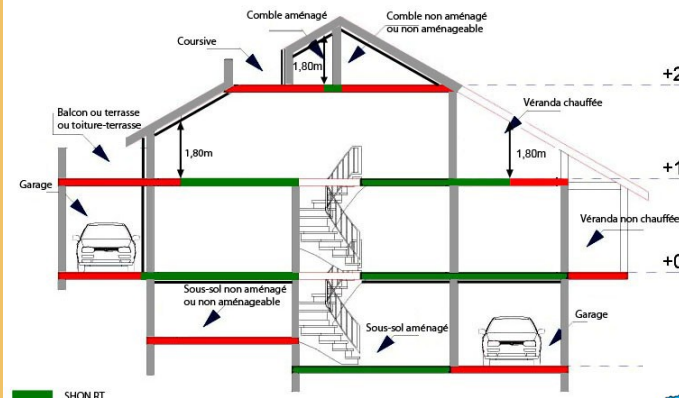 Comble aménagé
Comble non aménagé
ou non aménageable
Coursive
1,80m
+2
Balcon ou terrasse
ou toiture-terrasse
Véranda chauffée
1,80m
1,80m
+1
Garage
Véranda non chauffée
+0
Sous-sol non aménagé
ou non aménageable
Sous-sol aménagé
Garage
SHON RT